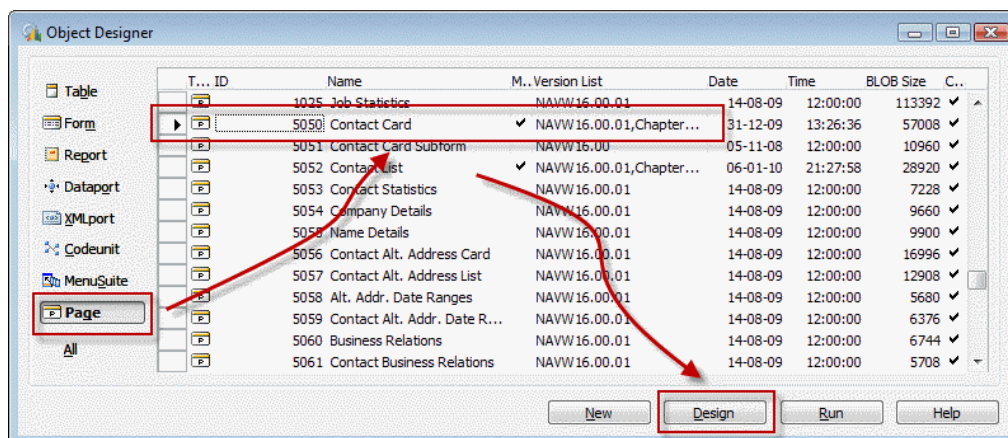 Object Designer
T... ID Name M.. Version List Date Time BLOB Size C..
Table
Form
Report
Dataport
XMLport
Codeunit
MenuSuite
Page
All
1025 Job Statistics NAVW16.00.01 14-08-09 12:00:00 113392
5050 Contact Card NAVW16.00.01,Chapter... 31-12-09 13:26:36 57008
5051 Contact Card Subform NAVW16.00 05-11-08 12:00:00 10960
5052 Contact List NAVW16.00.01,Chapter... 06-01-10 21:27:58 28920
5053 Contact Statistics NAVW16.00.01 14-08-09 12:00:00 7228
5054 Company Details NAVW16.00.01 14-08-09 12:00:00 9660
5055 Name Details NAVW16.00.01 14-08-09 12:00:00 9900
5056 Contact Alt. Address Card NAVW16.00.01 14-08-09 12:00:00 16996
5057 Contact Alt. Address List NAVW16.00.01 14-08-09 12:00:00 12908
5058 Alt. Addr. Date Ranges NAVW16.00.01 14-08-09 12:00:00 5680
5059 Contact Alt. Addr. Date R... NAVW16.00.01 14-08-09 12:00:00 6376
5060 Business Relations NAVW16.00.01 14-08-09 12:00:00 6744
5061 Contact Business Relations NAVW16.00.01 14-08-09 12:00:00 5708
New Design Run Help